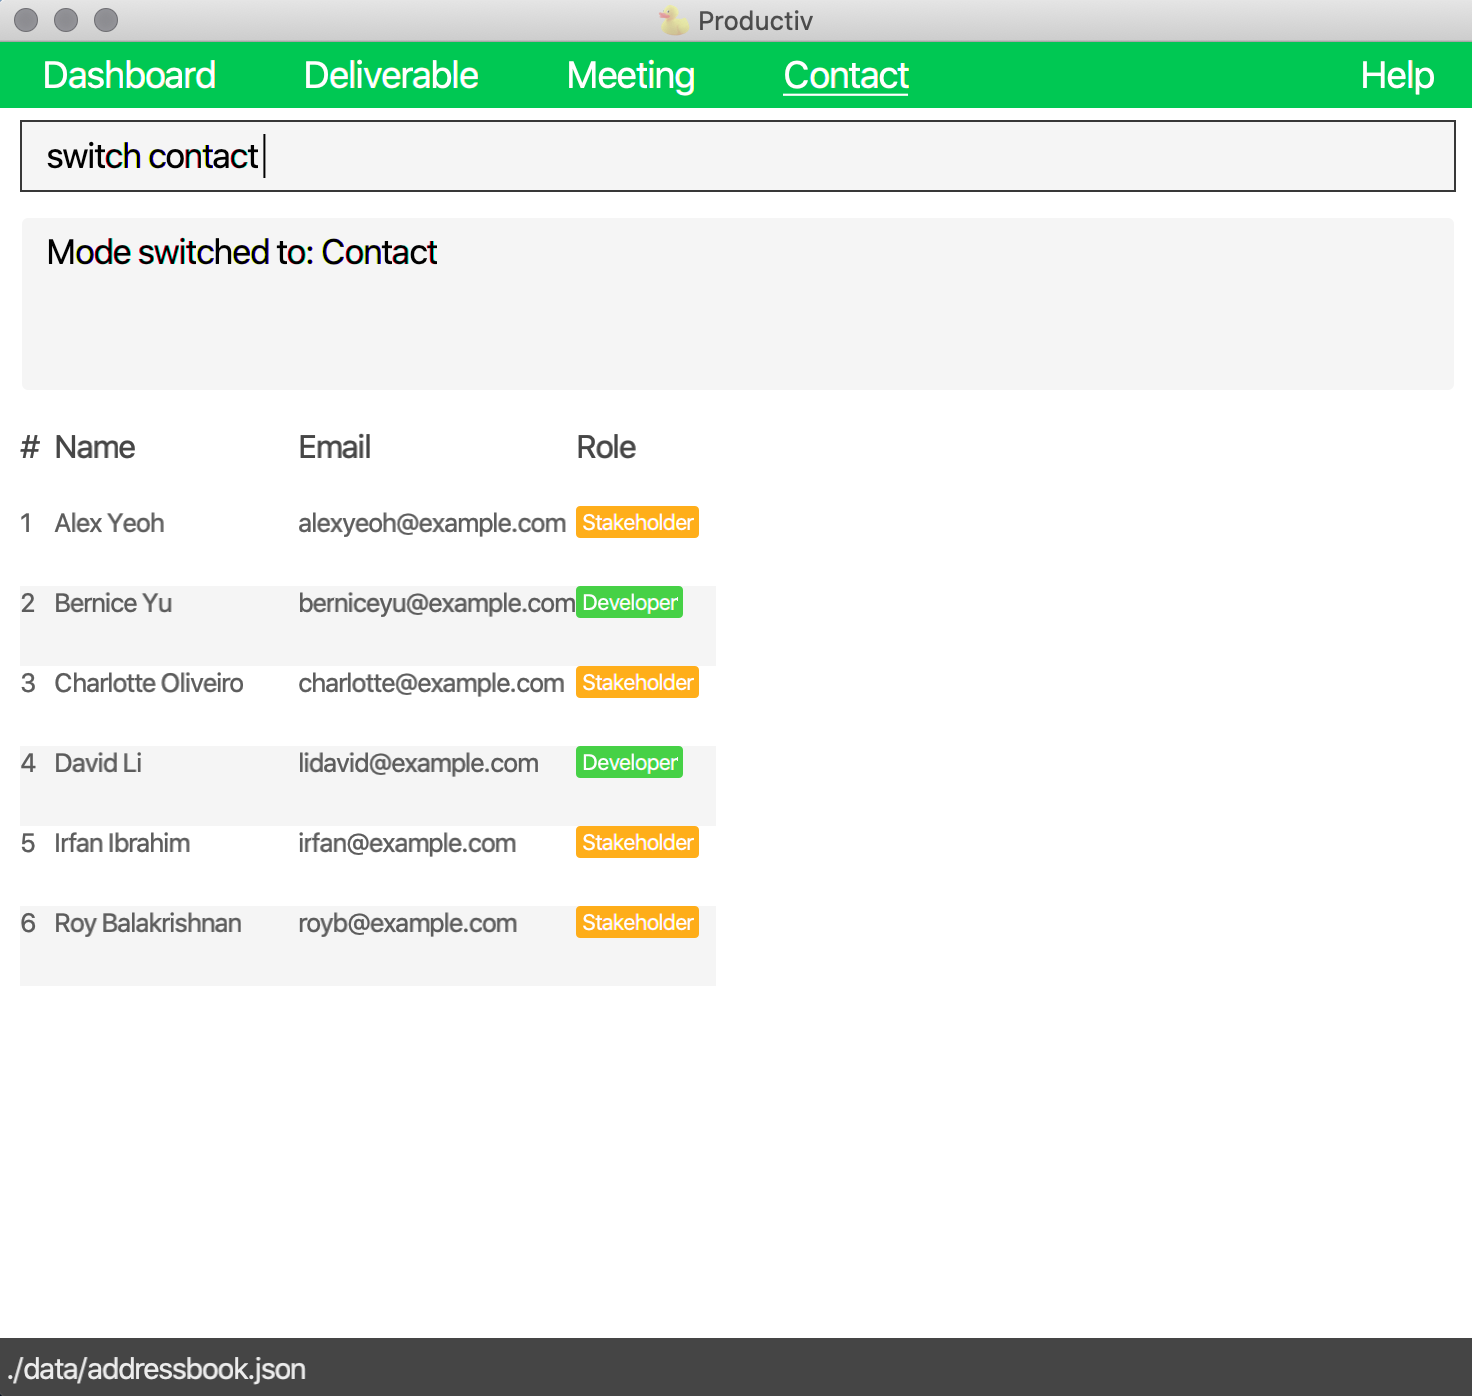 Productiv
Dashboard Deliverable Meeting Contact Help
switch contact
Mode switched to: Contact
# Name Email Role
1 Alex Yeoh alexyeoh@example.com Stakeholder
2 Bernice Yu berniceyu@example.com Developer
3 Charlotte Oliveiro charlotte@example.com Stakeholder
4 David Li lidavid@example.com Developer
5 Irfan Ibrahim irfan@example.com Stakeholder
6 Roy Balakrishnan royb@example.com Stakeholder
./data/addressbook.json